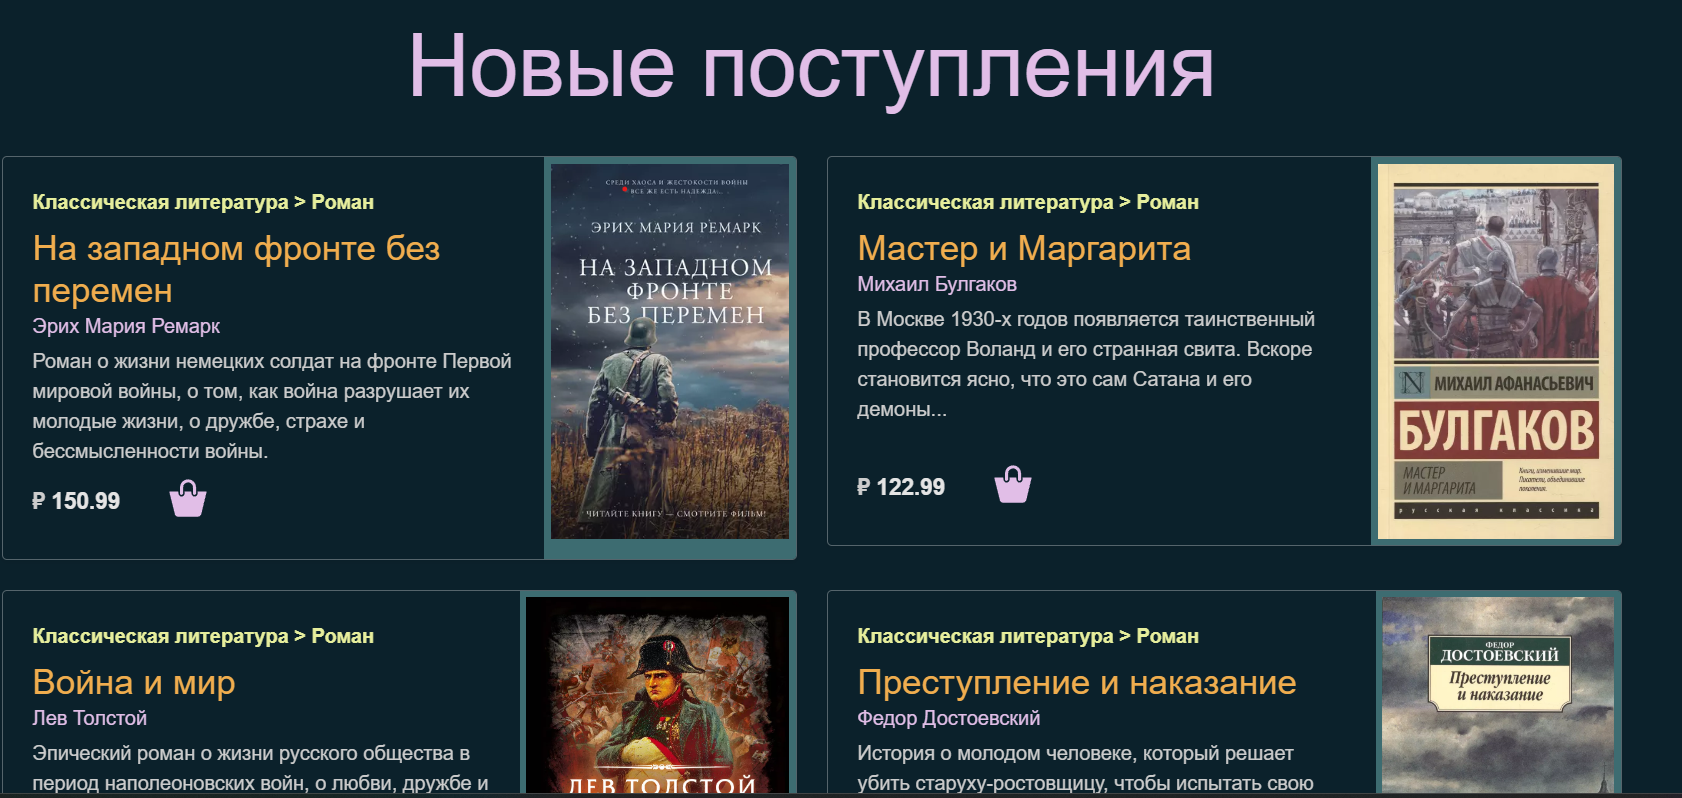 Новые поступления
Классическая литература > Роман
На западном фронте без
перемен
Эрих Мария Ремарк
Роман о жизни немецких солдат на фронте Первой
мировой войны, о том, как война разрушает их
молодые жизни, о дружбе, страхе и
бессмысленности войны.
₽ 150.99
СРЕДИ ХАОСА И ЖЕСТОКОСТИ ВОЙНЫ
ВСЕ ЖЕ ЕСТЬ НАДЕЖДА...
ЭРИХ МАРИЯ РЕМАРК
НА ЗАПАДНОМ
ФРОНТЕ
БЕЗ ПЕРЕМЕН
ЧИТАЙТЕ КНИГУ — СМОТРИТЕ ФИЛЬМ!
Классическая литература > Роман
Мастер и Маргарита
Михаил Булгаков
В Москве 1930-х годов появляется таинственный
профессор Воланд и его странная свита. Вскоре
становится ясно, что это сам Сатана и его
демоны...
₽ 122.99
N МИХАИЛ АФАНАСЬЕВИЧ
БУЛГАКОВ
МАСТЕР
И МАРГАРИТА
Книги, изменившие мир.
Писатели, объединившие
поколения.
русская классика
Классическая литература > Роман
Война и мир
Лев Толстой
Эпический роман о жизни русского общества в
период наполеоновских войн, о любви, дружбе и
ЛЕВ ТОЛСТОЙ
Классическая литература > Роман
Преступление и наказание
Федор Достоевский
История о молодом человеке, который решает
убить старуху-ростовщицу, чтобы испытать свою
ФЕДОР
ДОСТОЕВСКИЙ
Преступление
и наказание